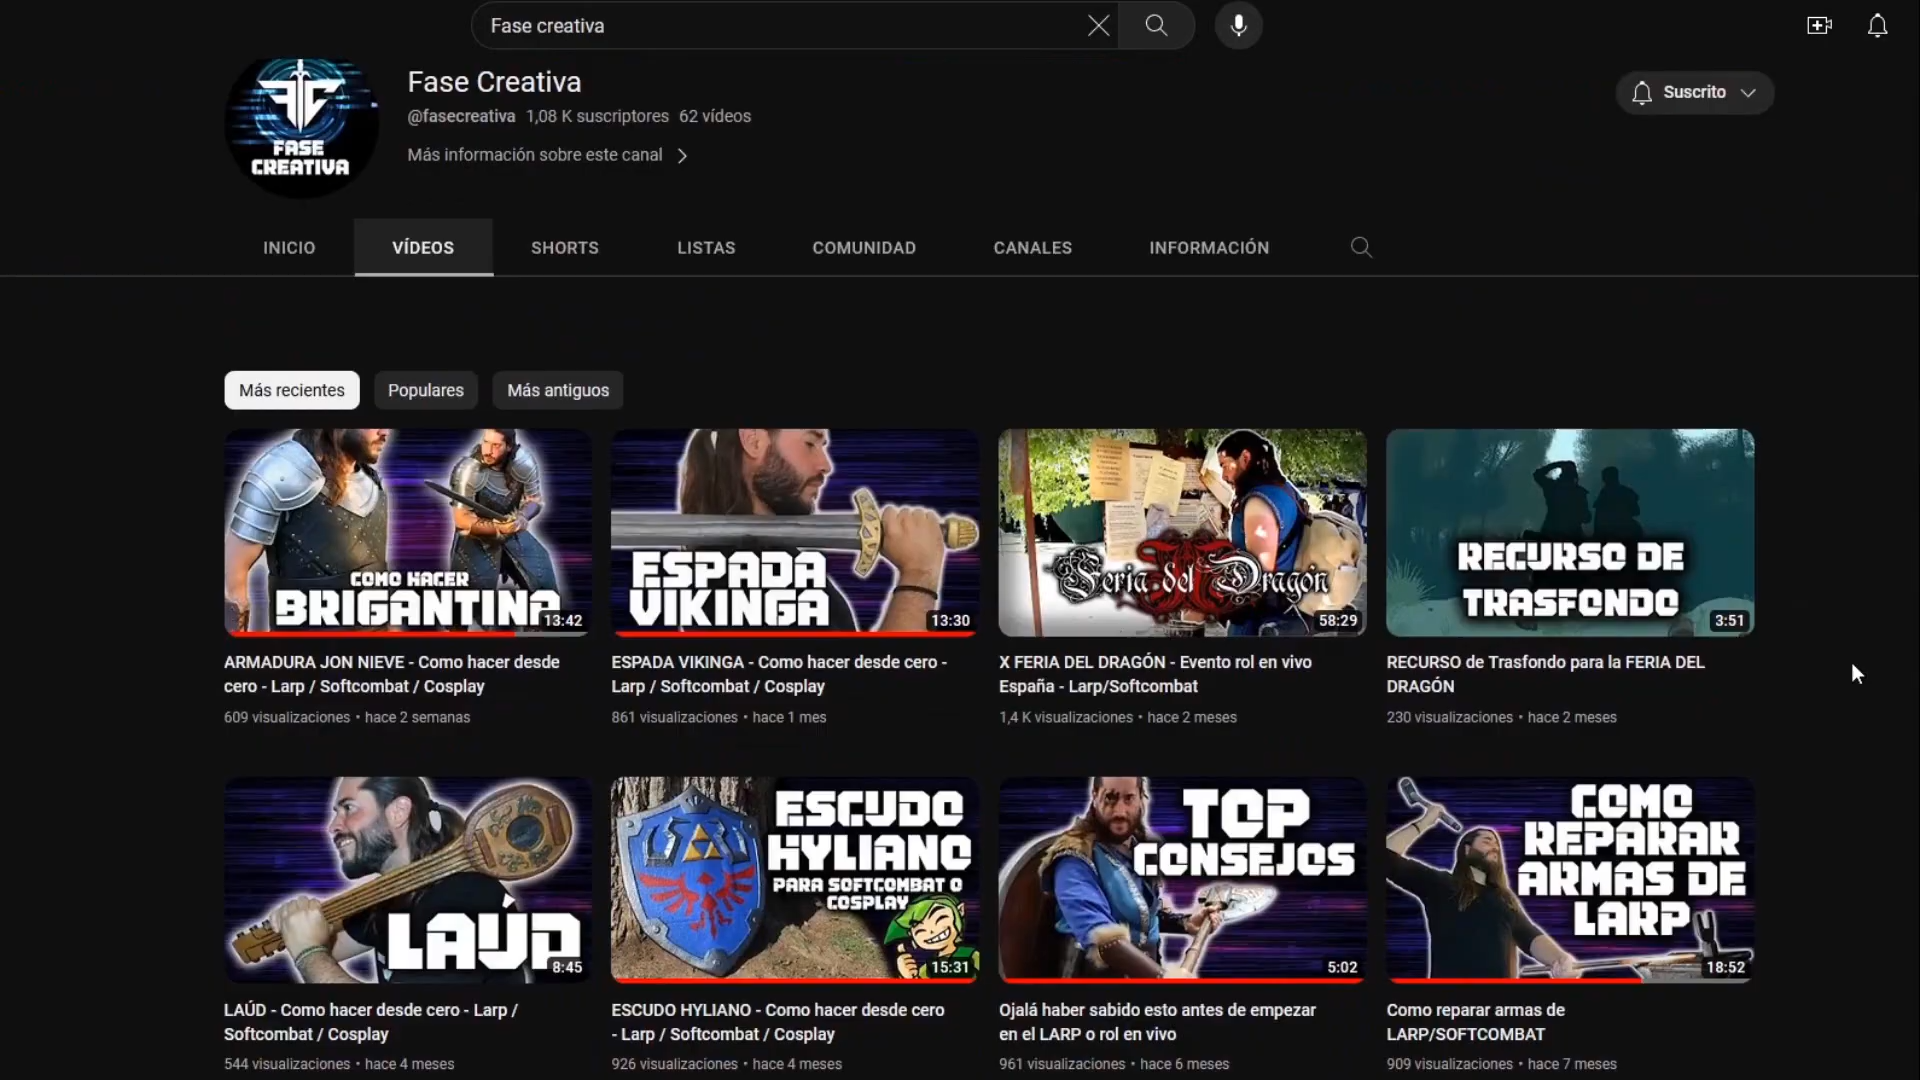 Fase creativa
FASE
CREATIVA
Fase Creativa
@fasecreativa 1,08 K suscriptores 62 vídeos
Más información sobre este canal
Suscrito
INICIO VÍDEOS SHORTS LISTAS COMUNIDAD CANALES INFORMACIÓN
Más recientes Populares Más antiguos
COMO HACER
BRIGANTINA
13:42
ESPADA
VIKINGA
13:30
Feria del Dragón
58:29
RECURSO DE
TRASFONDO
3:51
ARMADURA JON NIEVE - Como hacer desde
cero - Larp / Softcombat / Cosplay
609 visualizaciones • hace 2 semanas
ESPADA VIKINGA - Como hacer desde cero -
Larp / Softcombat / Cosplay
861 visualizaciones • hace 1 mes
X FERIA DEL DRAGÓN - Evento rol en vivo
España - Larp/Softcombat
1,4 K visualizaciones • hace 2 meses
RECURSO de Trasfondo para la FERIA DEL
DRAGÓN
230 visualizaciones • hace 2 meses
LAÚD
8:45
ESCUDO
HYLIANO
PARA SOFTCOMBAT O
COSPLAY
15:31
TOP
CONSEJOS
5:02
COMO
REPARAR
ARMAS DE
LARP
18:52
LAÚD - Como hacer desde cero - Larp /
Softcombat / Cosplay
544 visualizaciones • hace 4 meses
ESCUDO HYLIANO - Como hacer desde cero
- Larp / Softcombat / Cosplay
926 visualizaciones • hace 4 meses
Ojalá haber sabido esto antes de empezar
en el LARP o rol en vivo
961 visualizaciones • hace 6 meses
Como reparar armas de
LARP/SOFTCOMBAT
909 visualizaciones • hace 7 meses